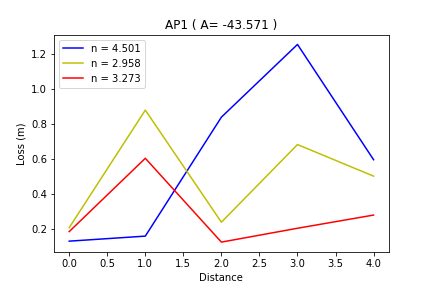 AP1 ( A= -43.571 )
n = 4.501
n = 2.958
n = 3.273
Loss (m)
1.2
1.0
0.8
0.6
0.4
0.2
0.0 0.5 1.0 1.5 2.0 2.5 3.0 3.5 4.0
Distance